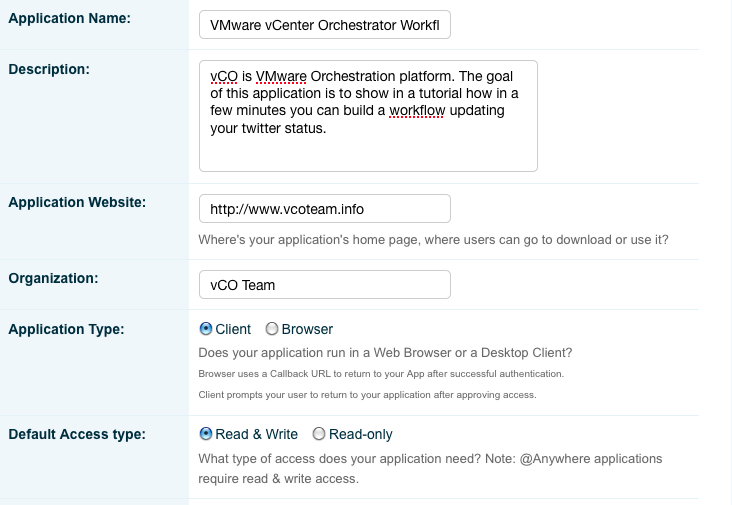 Application Name:
VMware vCenter Orchestrator Workfl
Description:
vCO is VMware Orchestration platform. The goal
of this application is to show in a tutorial how in a
few minutes you can build a workflow updating
your twitter status.
Application Website:
http://www.vcoteam.info
Where's your application's home page, where users can go to download or use it?
Organization:
vCO Team
Application Type:
Client Browser
Does your application run in a Web Browser or a Desktop Client?
Browser uses a Callback URL to return to your App after successful authentication.
Client prompts your user to return to your application after approving access.
Default Access type:
Read & Write Read-only
What type of access does your application need? Note: @Anywhere applications
require read & write access.